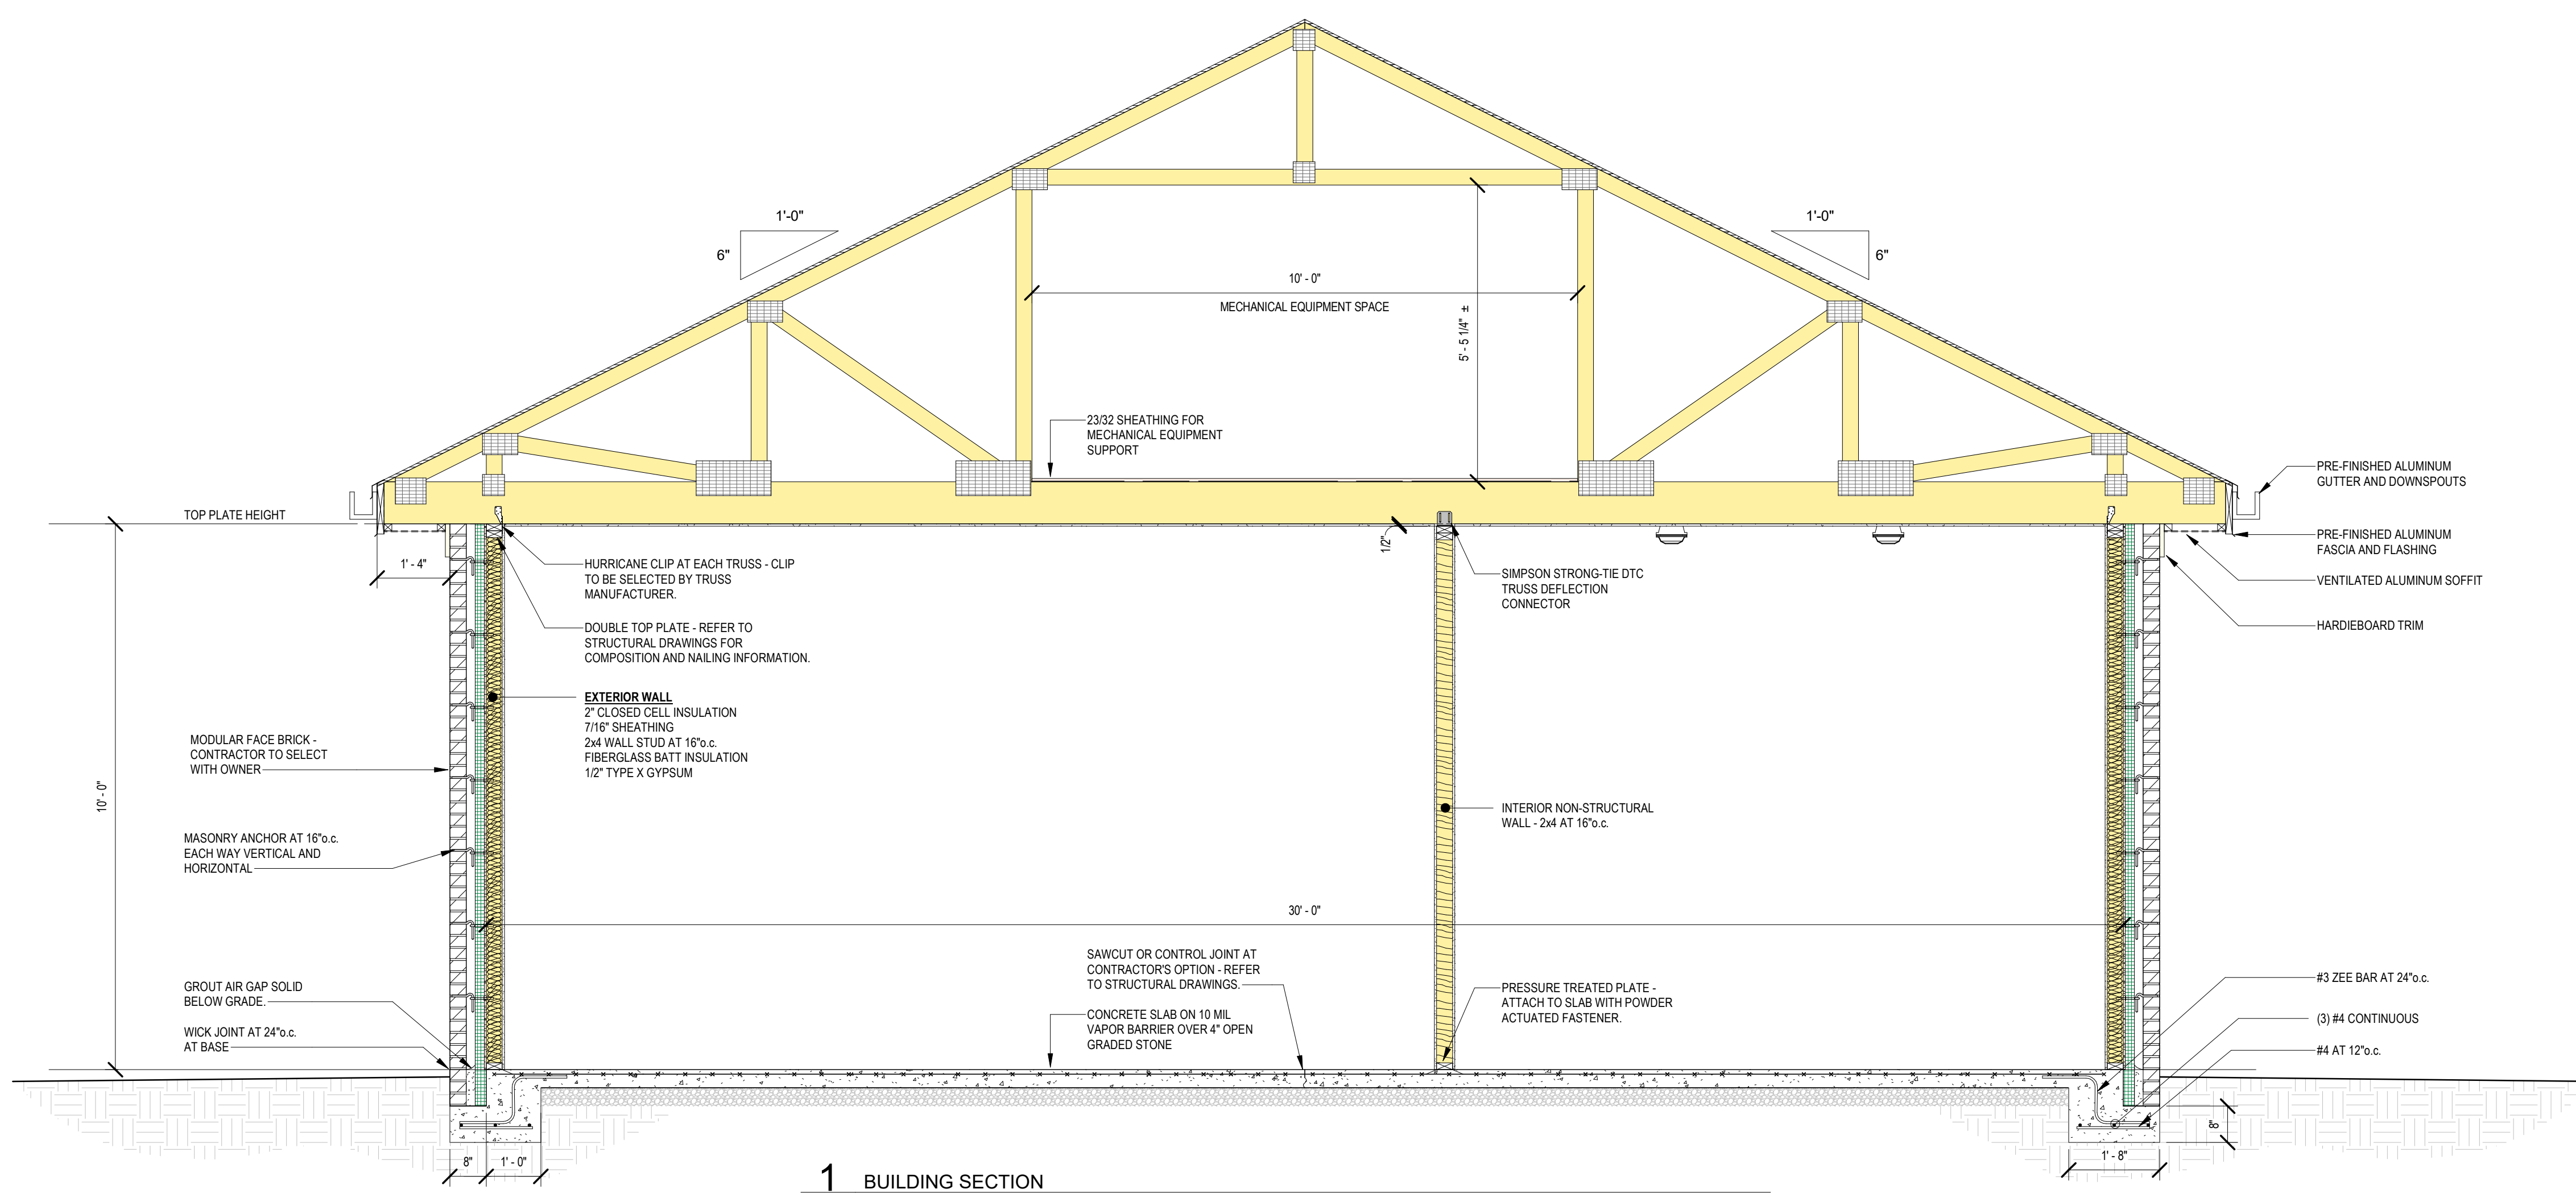 1'-0"
6"
1'-0"
6"
10' - 0"
MECHANICAL EQUIPMENT SPACE
5' - 5 1/4" ±
23/32 SHEATHING FOR
MECHANICAL EQUIPMENT
SUPPORT
PRE-FINISHED ALUMINUM
GUTTER AND DOWNSPOUTS
TOP PLATE HEIGHT
PRE-FINISHED ALUMINUM
FASCIA AND FLASHING
VENTILATED ALUMINUM SOFFIT
HARDIEBOARD TRIM
1' - 4"
1/2"
HURRICANE CLIP AT EACH TRUSS - CLIP
TO BE SELECTED BY TRUSS
MANUFACTURER.
SIMPSON STRONG-TIE DTC
TRUSS DEFLECTION
CONNECTOR
DOUBLE TOP PLATE - REFER TO
STRUCTURAL DRAWINGS FOR
COMPOSITION AND NAILING INFORMATION.
EXTERIOR WALL
2" CLOSED CELL INSULATION
7/16" SHEATHING
2x4 WALL STUD AT 16"o.c.
FIBERGLASS BATT INSULATION
1/2" TYPE X GYPSUM
MODULAR FACE BRICK -
CONTRACTOR TO SELECT
WITH OWNER
10' - 0"
INTERIOR NON-STRUCTURAL
WALL - 2x4 AT 16"o.c.
MASONRY ANCHOR AT 16"o.c.
EACH WAY VERTICAL AND
HORIZONTAL
30' - 0"
SAWCUT OR CONTROL JOINT AT
CONTRACTOR'S OPTION - REFER
TO STRUCTURAL DRAWINGS.
CONCRETE SLAB ON 10 MIL
VAPOR BARRIER OVER 4" OPEN
GRADED STONE
PRESSURE TREATED PLATE -
ATTACH TO SLAB WITH POWDER
ACTUATED FASTENER.
GROUT AIR GAP SOLID
BELOW GRADE.
WICK JOINT AT 24"o.c.
AT BASE
#3 ZEE BAR AT 24"o.c.
(3) #4 CONTINUOUS
#4 AT 12"o.c.
8"
8"
1' - 0"
1' - 8"
1 BUILDING SECTION